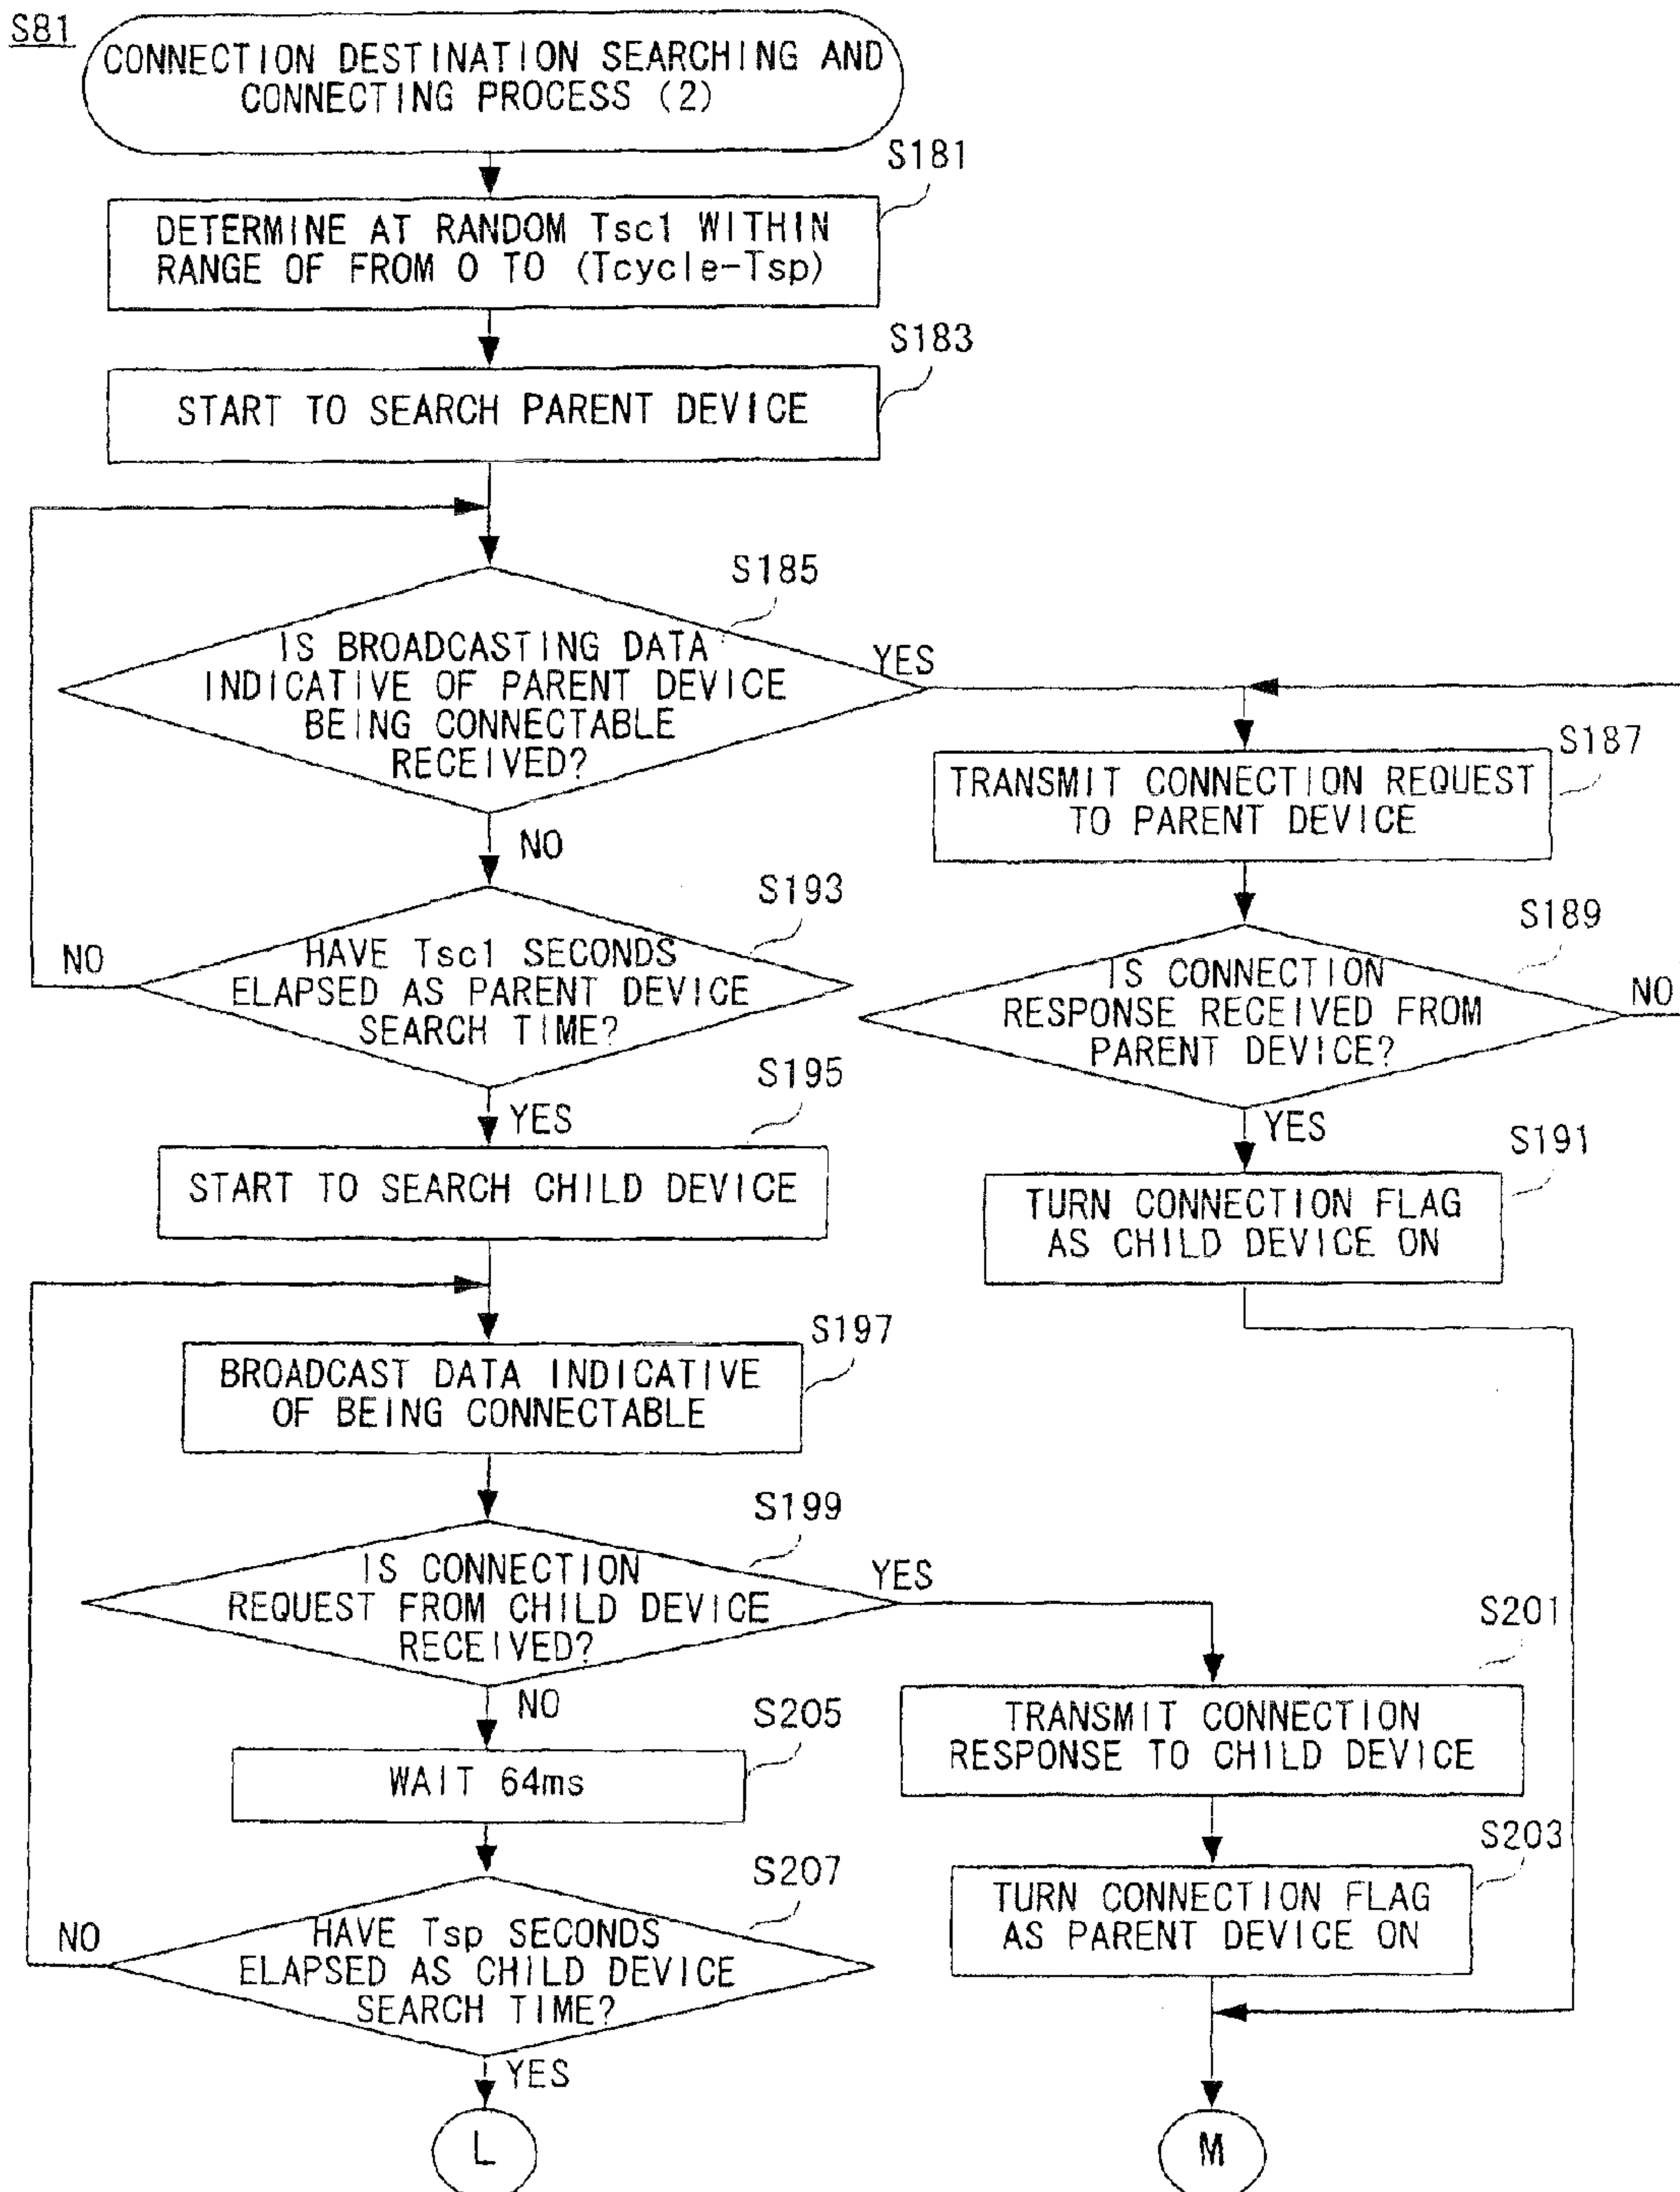 S81
CONNECTION DESTINATION SEARCHING AND
CONNECTING PROCESS (2)
S181
DETERMINE AT RANDOM Tsc1 WITHIN
RANGE OF FROM 0 TO (Tcycle-Tsp)
S183
START TO SEARCH PARENT DEVICE
S185
IS BROADCASTING DATA
INDICATIVE OF PARENT DEVICE
BEING CONNECTABLE
RECEIVED?
YES
NO
S187
TRANSMIT CONNECTION REQUEST
TO PARENT DEVICE
S193
HAVE Tsc1 SECONDS
ELAPSED AS PARENT DEVICE
SEARCH TIME?
NO
YES
S189
IS CONNECTION
RESPONSE RECEIVED FROM
PARENT DEVICE?
NO
YES
S195
START TO SEARCH CHILD DEVICE
S191
TURN CONNECTION FLAG
AS CHILD DEVICE ON
S197
BROADCAST DATA INDICATIVE
OF BEING CONNECTABLE
S199
IS CONNECTION
REQUEST FROM CHILD DEVICE
RECEIVED?
YES
NO
S201
TRANSMIT CONNECTION
RESPONSE TO CHILD DEVICE
S205
WAIT 64ms
S203
TURN CONNECTION FLAG
AS PARENT DEVICE ON
S207
HAVE Tsp SECONDS
ELAPSED AS CHILD DEVICE
SEARCH TIME?
NO
YES
L
M